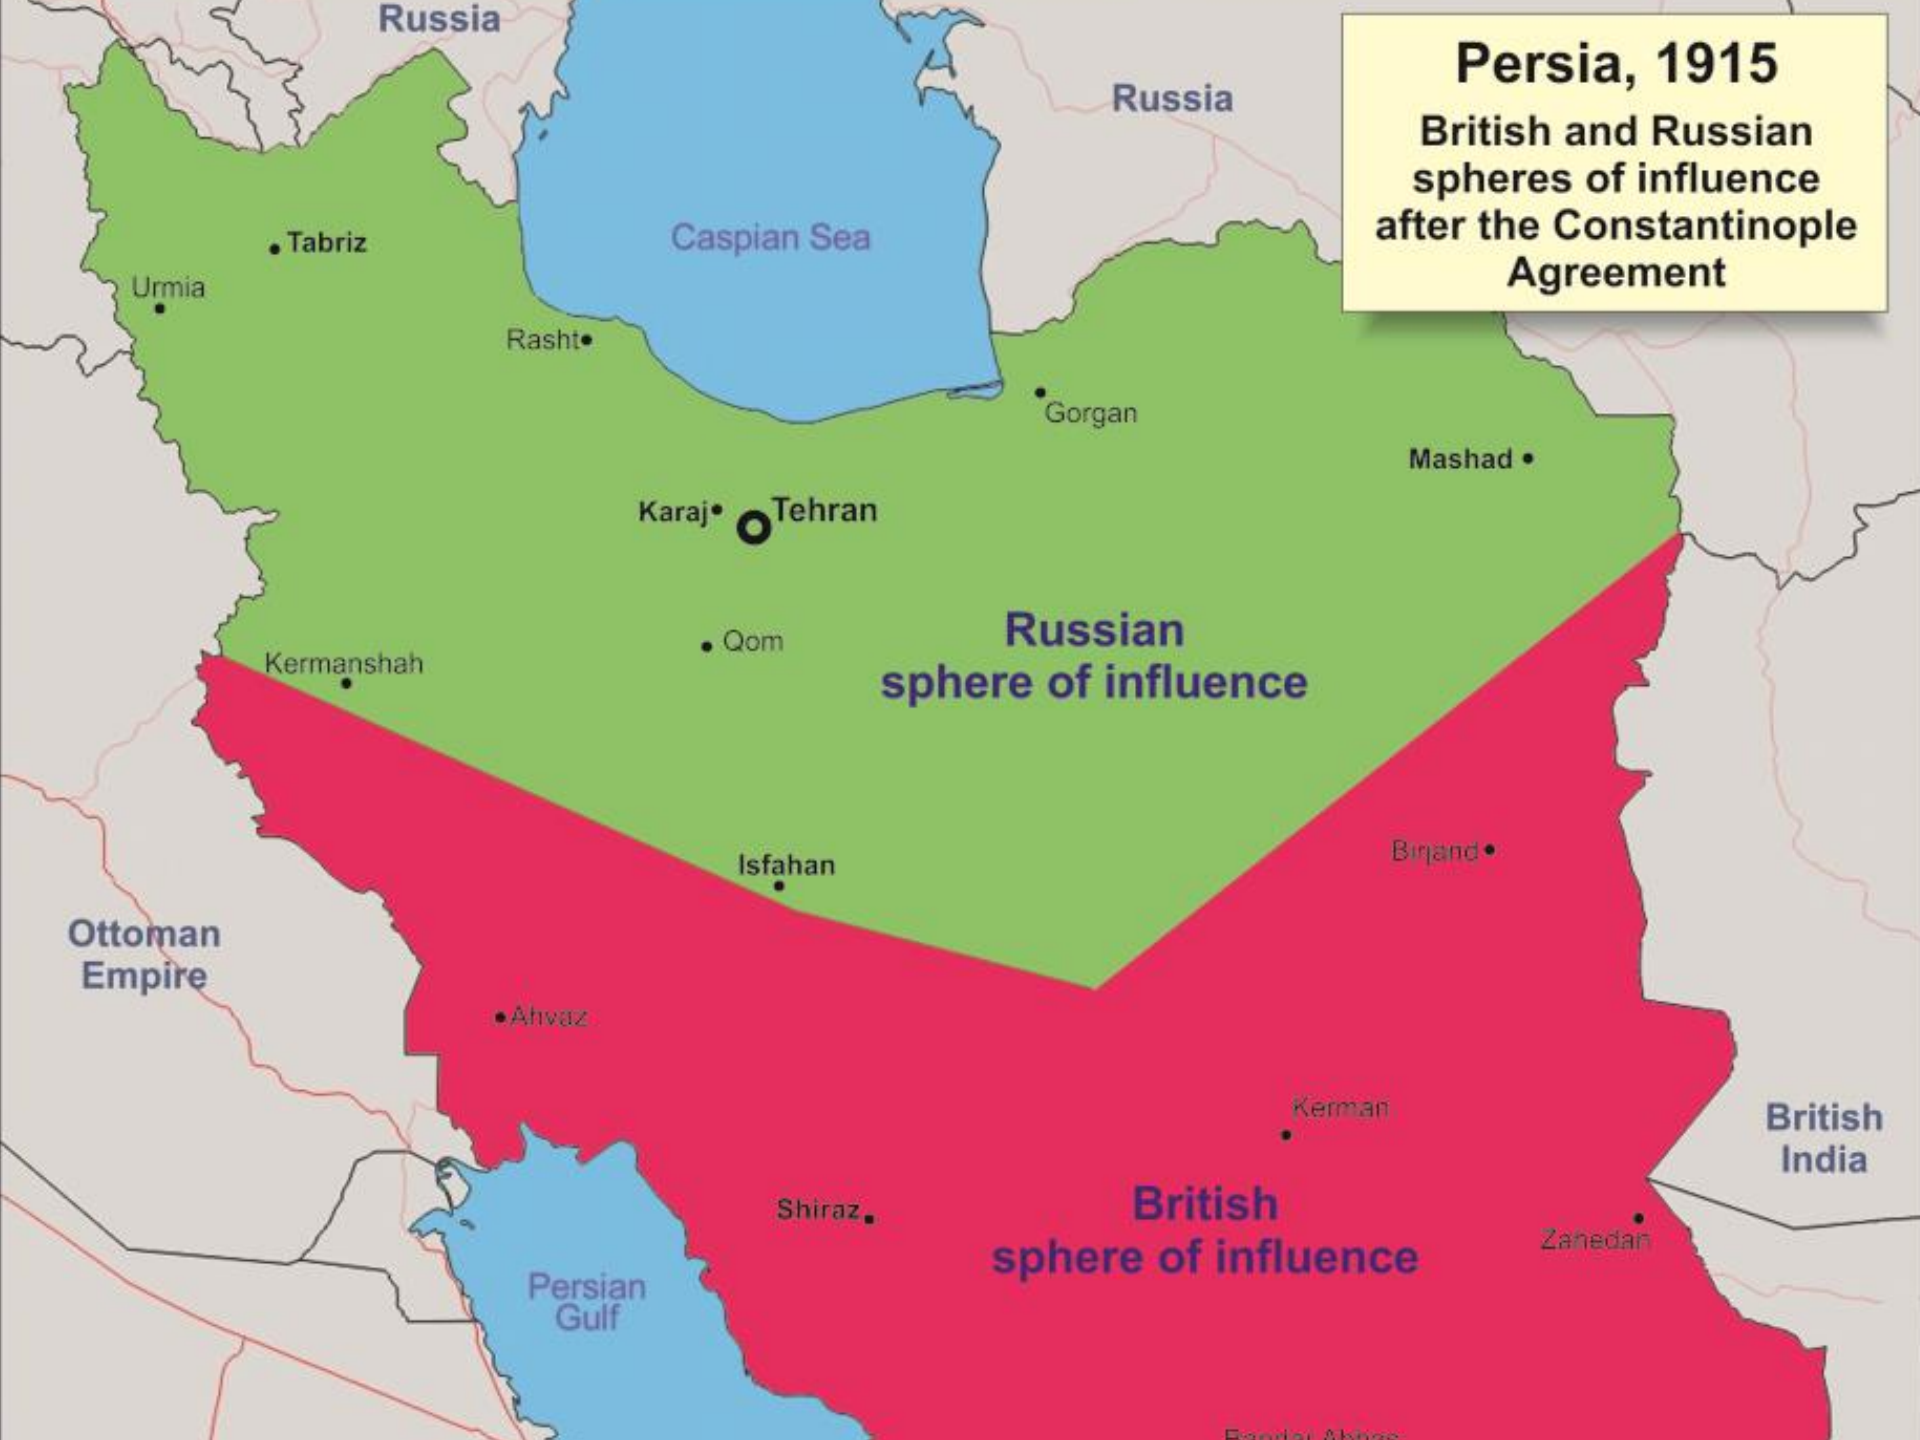 Russia
Persia, 1915
British and Russian
spheres of influence
after the Constantinople
Agreement
Russia
Caspian Sea
Tabriz
Urmia
Rasht
Gorgan
Mashad
Karaj
Tehran
Qom
Russian
sphere of influence
Kermanshah
Isfahan
Birjand
Ottoman
Empire
Ahvaz
Kerman
British
India
Shiraz
British
sphere of influence
Zahedan
Persian
Gulf
Bandar Abbas